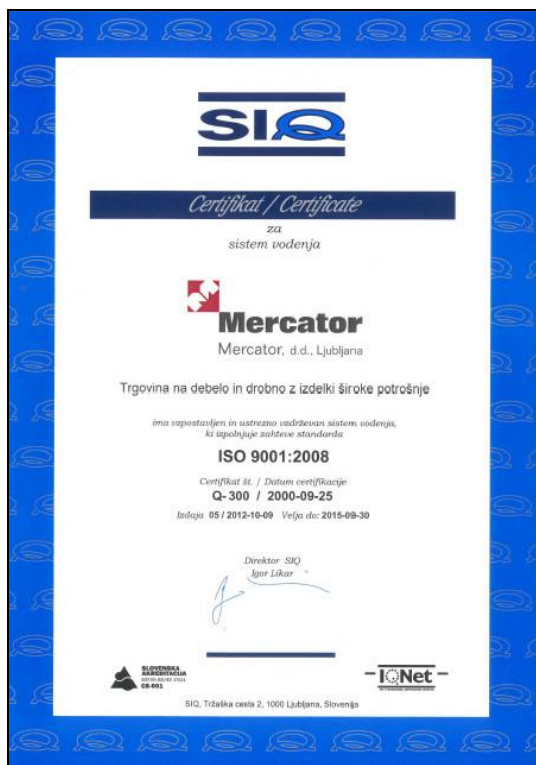 SIQ
Certifikat / Certificate
za
sistem vodenja
Mercator
Mercator, d.d., Ljubljana
Trgovina na debelo in drobno z izdelki široke potrošnje
ima vzpostavljen in ustrezno vzdrževan sistem vodenja,
ki izpolnjuje zahteve standarda
ISO 9001:2008
Certifikat št. / Datum certifikacije
Q-300 / 2000-09-25
Izdaja 05 / 2012-10-09 Velja do: 2015-09-30
Direktor SIQ
Igor Likar
SLOVENSKA
AKREDITACIJA
IQNet
SIQ, Tržaška cesta 2, 1000 Ljubljana, Slovenija